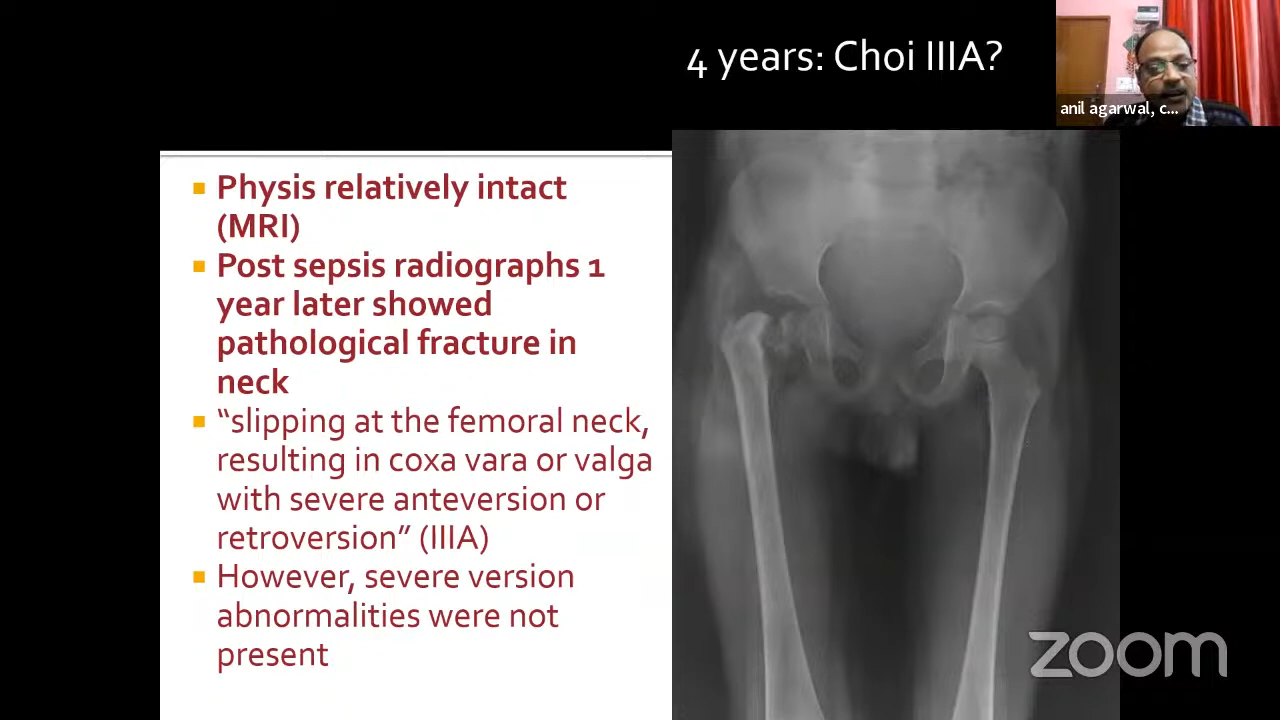 4 years: Choi IIIA?
anil agarwal, c...
Physis relatively intact
(MRI)
Post sepsis radiographs 1
year later showed
pathological fracture in
neck
“slipping at the femoral neck,
resulting in coxa vara or valga
with severe anteversion or
retroversion” (IIIA)
However, severe version
abnormalities were not
present
zoom